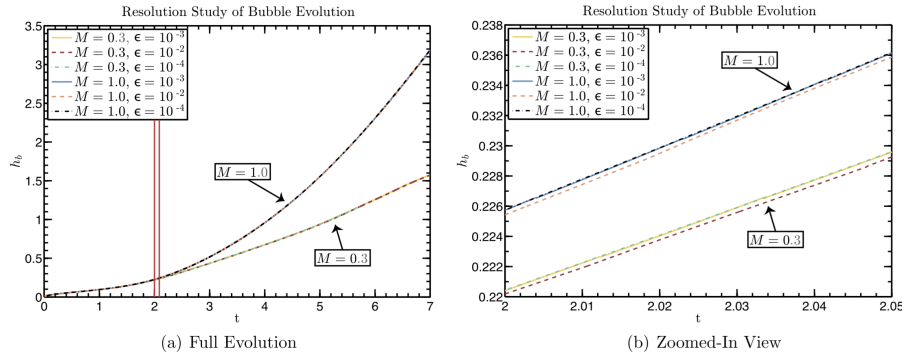 Resolution Study of Bubble Evolution
M = 0.3, ϵ = 10⁻³
M = 0.3, ϵ = 10⁻²
M = 0.3, ϵ = 10⁻⁴
M = 1.0, ϵ = 10⁻³
M = 1.0, ϵ = 10⁻²
M = 1.0, ϵ = 10⁻⁴
3.5
3
2.5
2
1.5
1
0.5
0
h_b
M = 1.0
M = 0.3
0 1 2 3 4 5 6 7
t
(a) Full Evolution
Resolution Study of Bubble Evolution
M = 0.3, ϵ = 10⁻³
M = 0.3, ϵ = 10⁻²
M = 0.3, ϵ = 10⁻⁴
M = 1.0, ϵ = 10⁻³
M = 1.0, ϵ = 10⁻²
M = 1.0, ϵ = 10⁻⁴
0.238
0.236
0.234
0.232
0.23
0.228
0.226
0.224
0.222
0.22
h_b
M = 1.0
M = 0.3
2 2.01 2.02 2.03 2.04 2.05
t
(b) Zoomed-In View